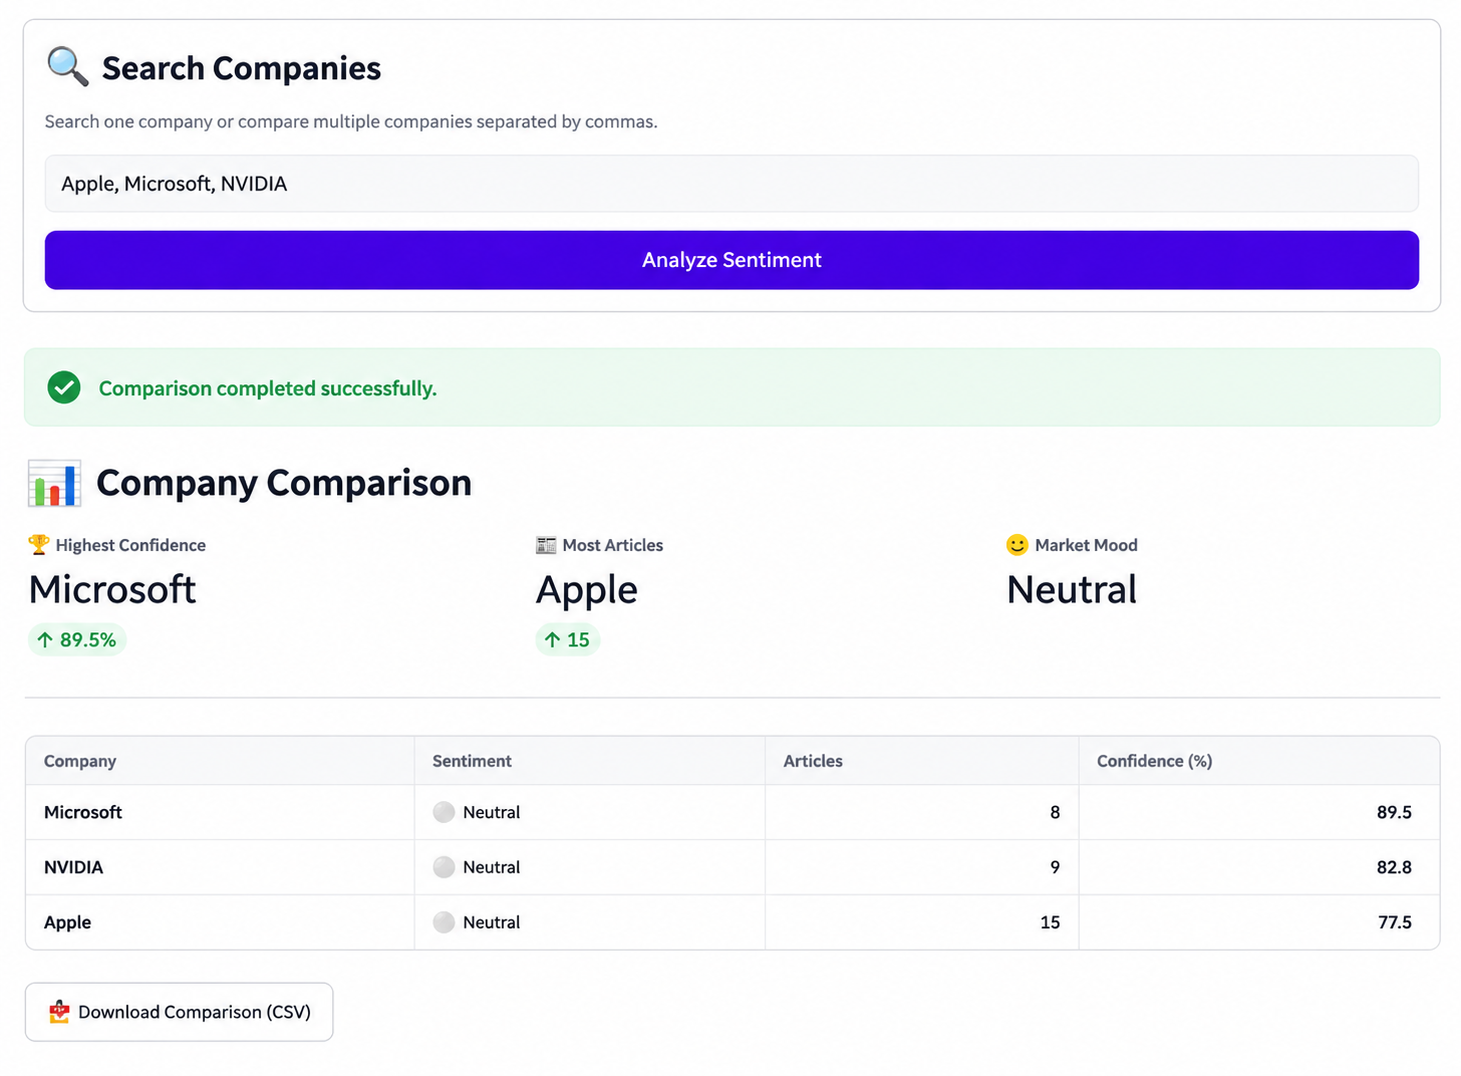 Search Companies
Search one company or compare multiple companies separated by commas.
Apple, Microsoft, NVIDIA
Analyze Sentiment
Comparison completed successfully.
Company Comparison
Highest Confidence
Microsoft
↑ 89.5%
Most Articles
Apple
↑ 15
Market Mood
Neutral
Company Sentiment Articles Confidence (%)
Microsoft Neutral 8 89.5
NVIDIA Neutral 9 82.8
Apple Neutral 15 77.5
Download Comparison (CSV)